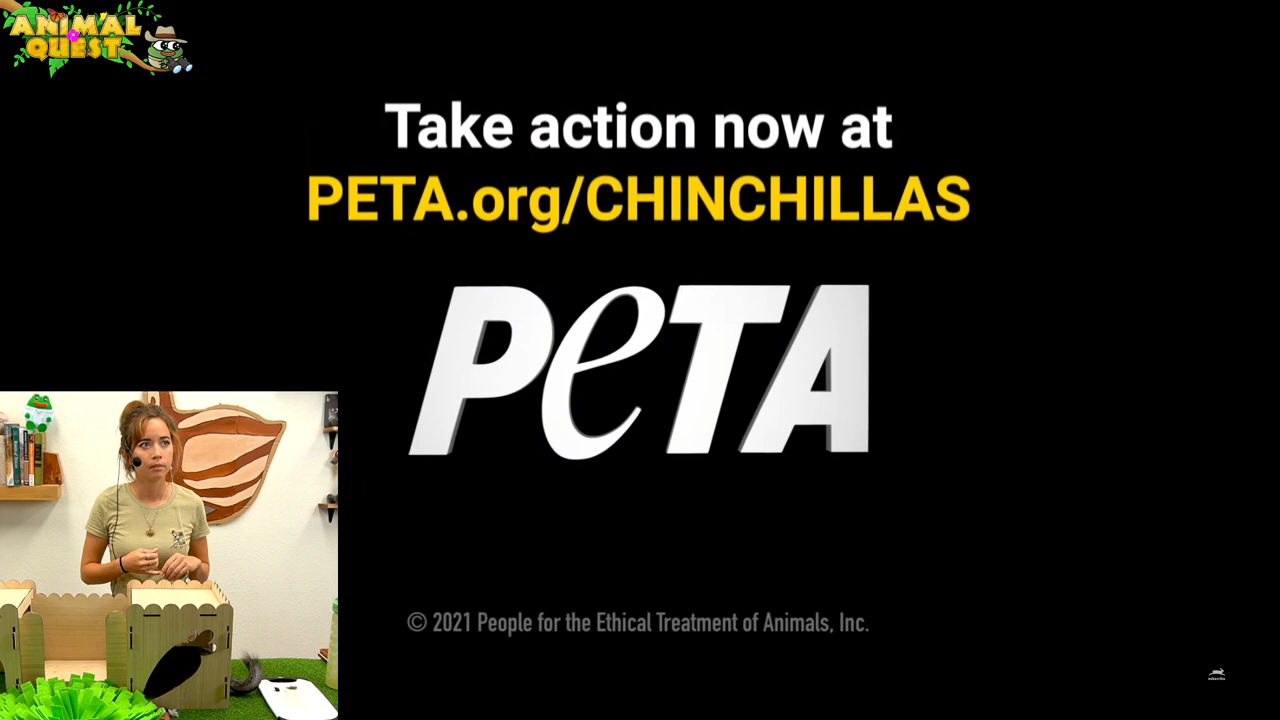 ANIMAL
QUEST
Take action now at
PETA.org/CHINCHILLAS
PeTA
© 2021 People for the Ethical Treatment of Animals, Inc.
subscribe